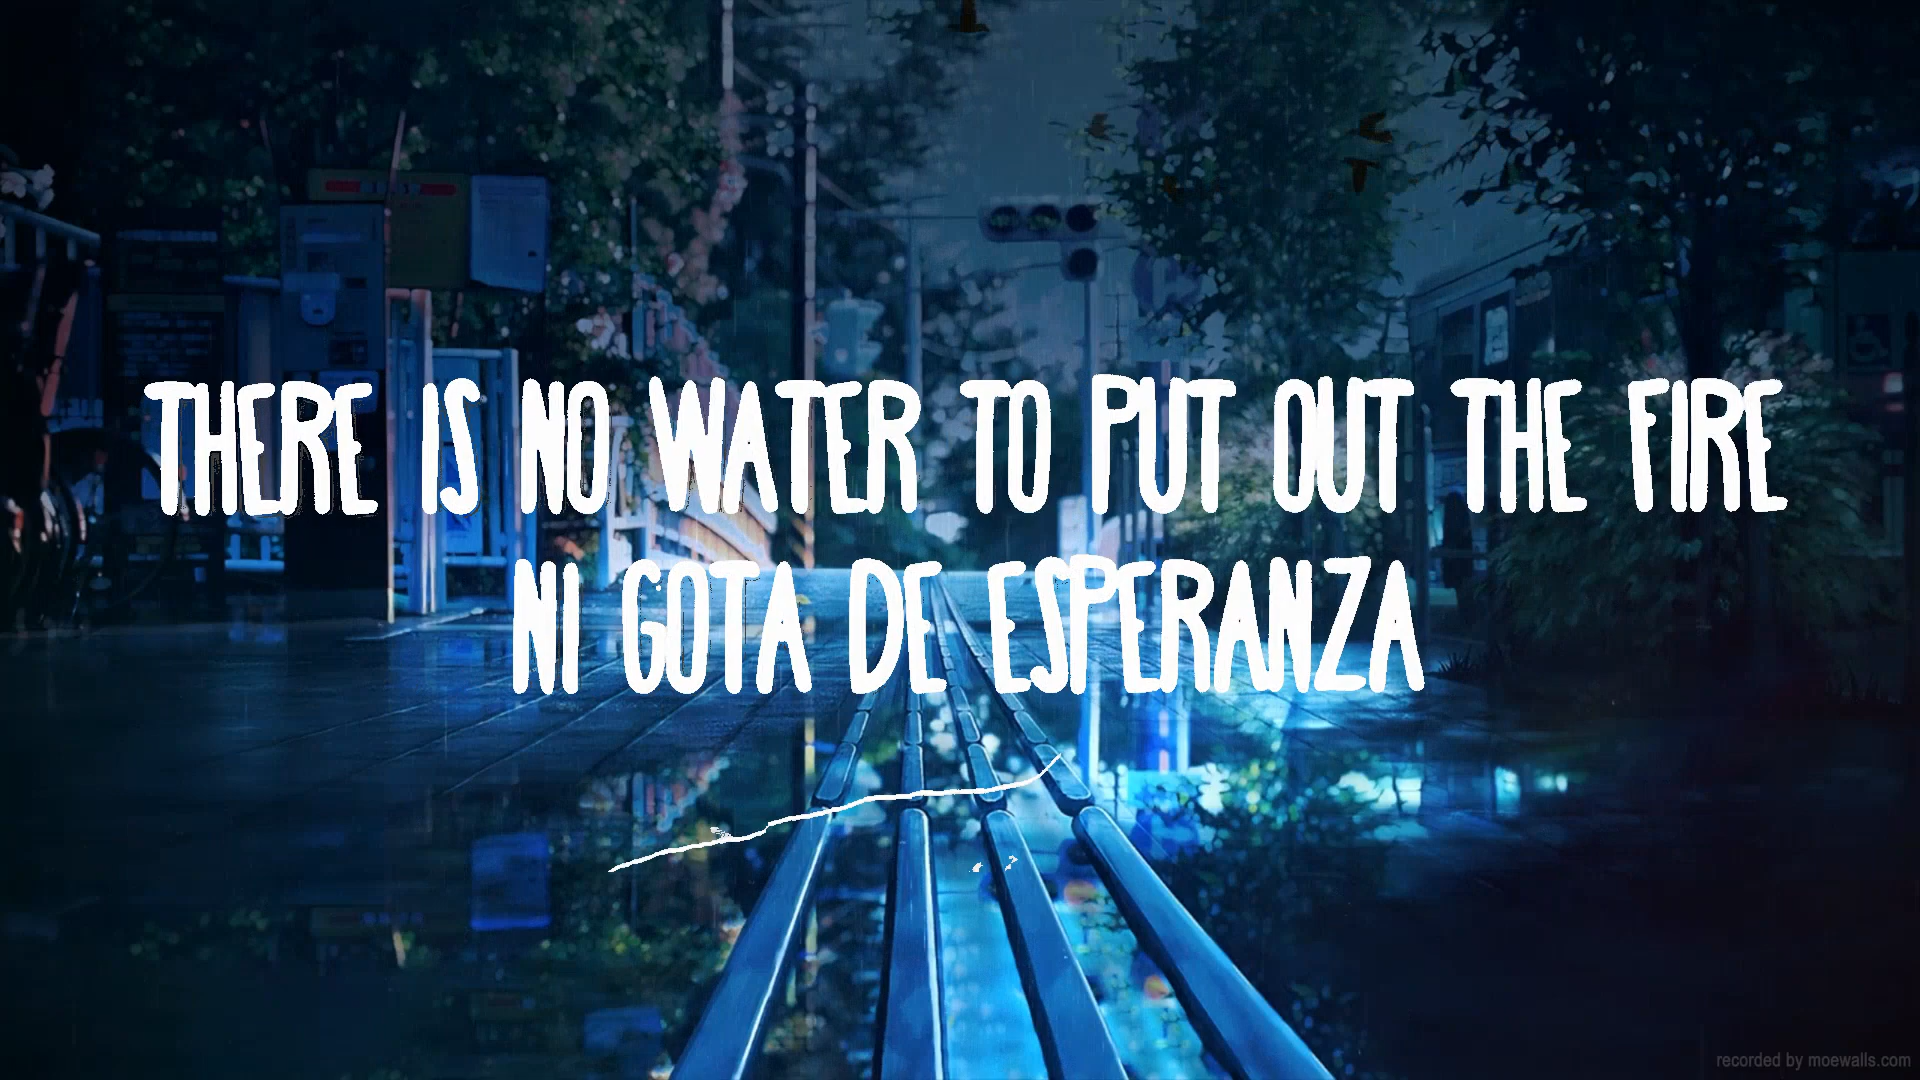 THERE IS NO WATER TO PUT OUT THE FIRE
NI GOTA DE ESPERANZA
recorded by moewalls.com